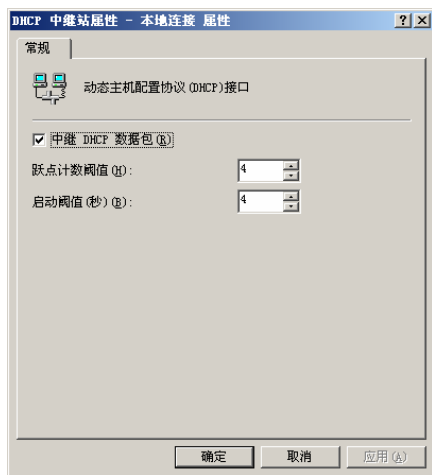 DHCP 中继站属性 - 本地连接 属性
常规
动态主机配置协议(DHCP)接口
中继 DHCP 数据包(R)
跃点计数阈值(H): 4
启动阈值(秒)(B): 4
确定 取消 应用(A)